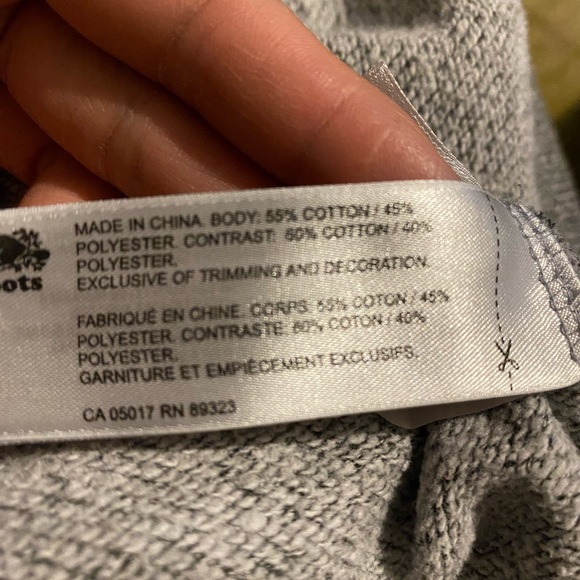 ots
MADE IN CHINA. BODY: 55% COTTON / 45%
POLYESTER. CONTRAST: 60% COTTON / 40%
POLYESTER.
EXCLUSIVE OF TRIMMING AND DECORATION.
FABRIQUÉ EN CHINE. CORPS: 55% COTON / 45%
POLYESTER. CONTRASTE: 60% COTON / 40%
POLYESTER.
GARNITURE ET EMPIÈCEMENT EXCLUSIFS.
CA 05017 RN 89323